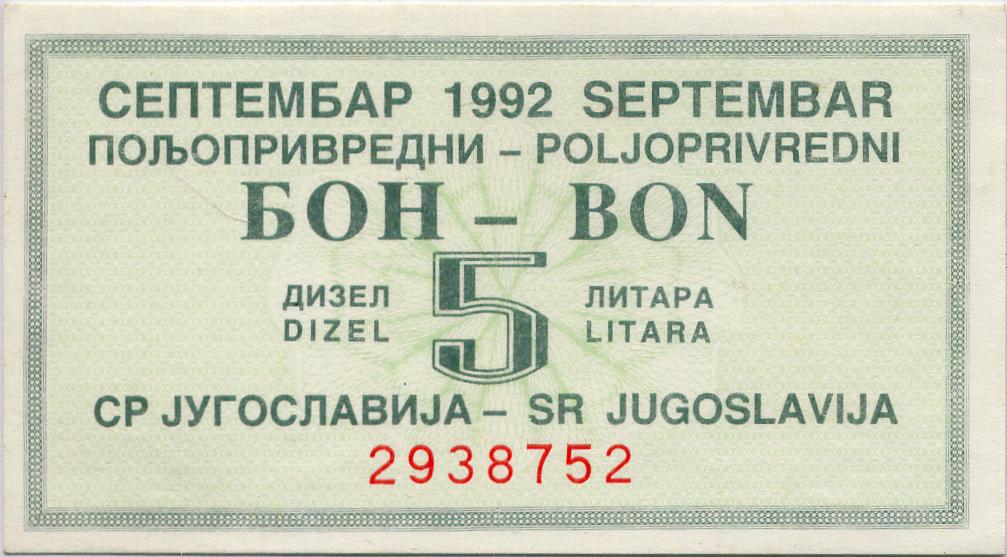 СЕПТЕМБАР 1992 SEPTEMBAR
ПОЉОПРИВРЕДНИ – POLJOPRIVREDNI
БОН – BON
5
ДИЗЕЛ ЛИТАРА
DIZEL LITARA
СР ЈУГОСЛАВИЈА – SR JUGOSLAVIJA
2938752